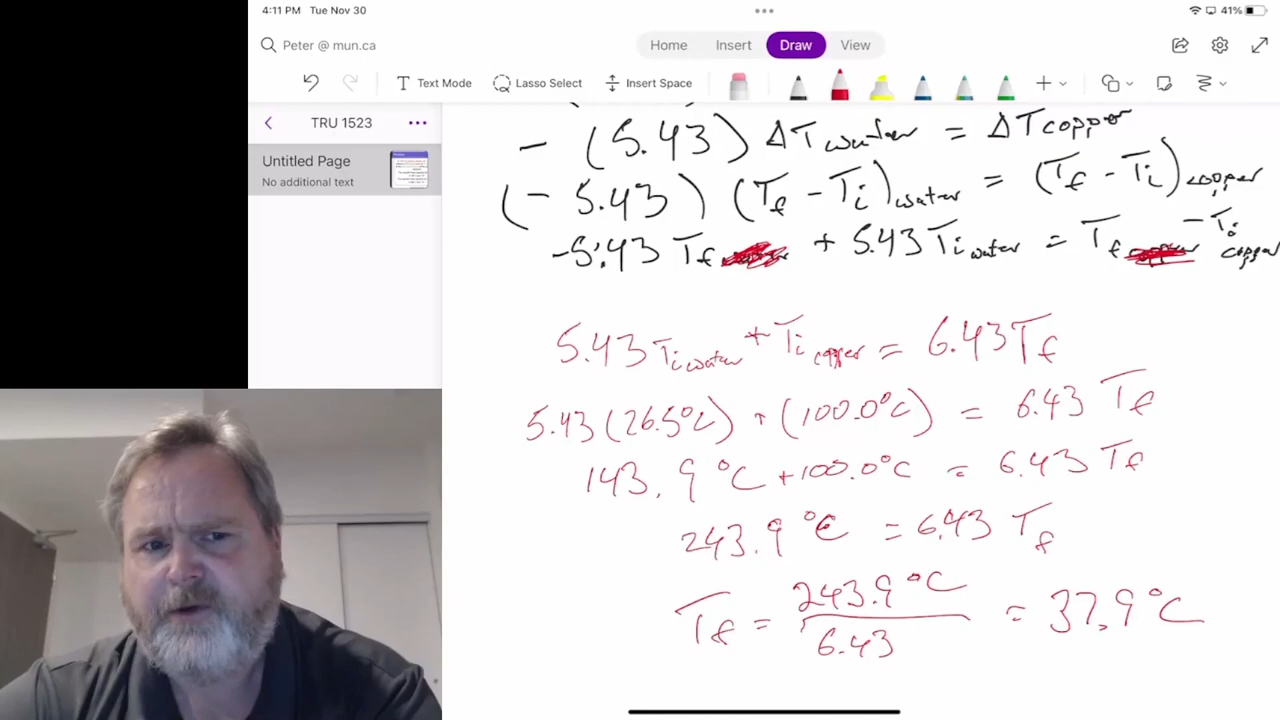 4:11 PM Tue Nov 30
41%
Peter @ mun.ca
Home Insert Draw View
Text Mode Lasso Select Insert Space
TRU 1523
Untitled Page
No additional text
- (5.43) ΔTwater = ΔTcopper
(- 5.43) (Tf - Ti)water = (Tf - Ti)copper
-5.43 Tf + 5.43 Ti water = Tf - Ti copper
5.43 Ti water + Ti copper = 6.43 Tf
5.43 (26.5°C) + (100.0°C) = 6.43 Tf
143.9 °C + 100.0°C = 6.43 Tf
243.9 °C = 6.43 Tf
Tf = 243.9 °C / 6.43 = 37.9 °C